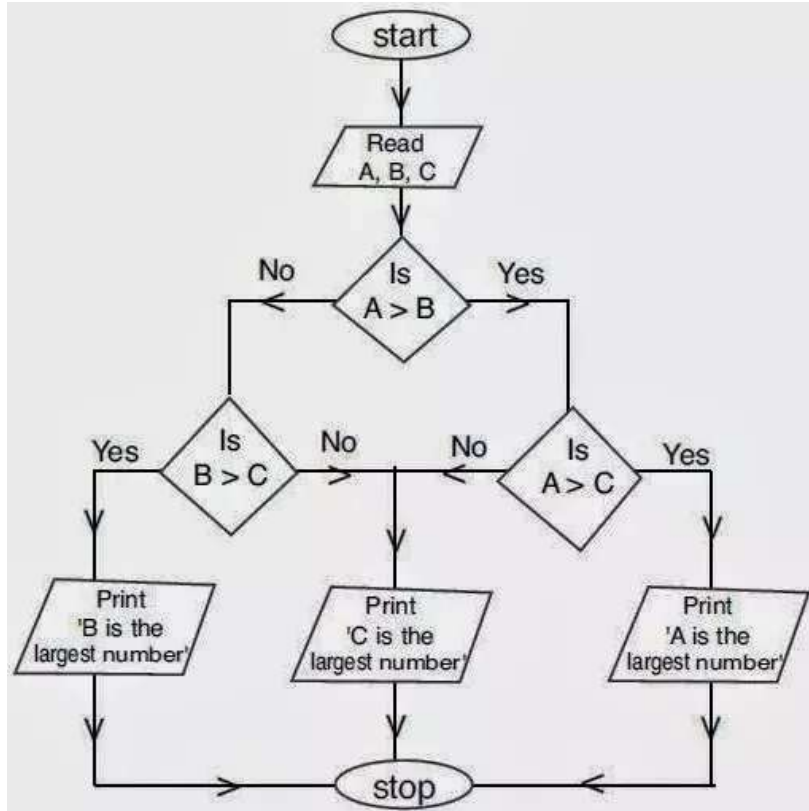 start
Read
A, B, C
No
Is
A > B
Yes
Yes
Is
B > C
No
No
Is
A > C
Yes
Print
'B is the
largest number'
Print
'C is the
largest number'
Print
'A is the
largest number'
stop